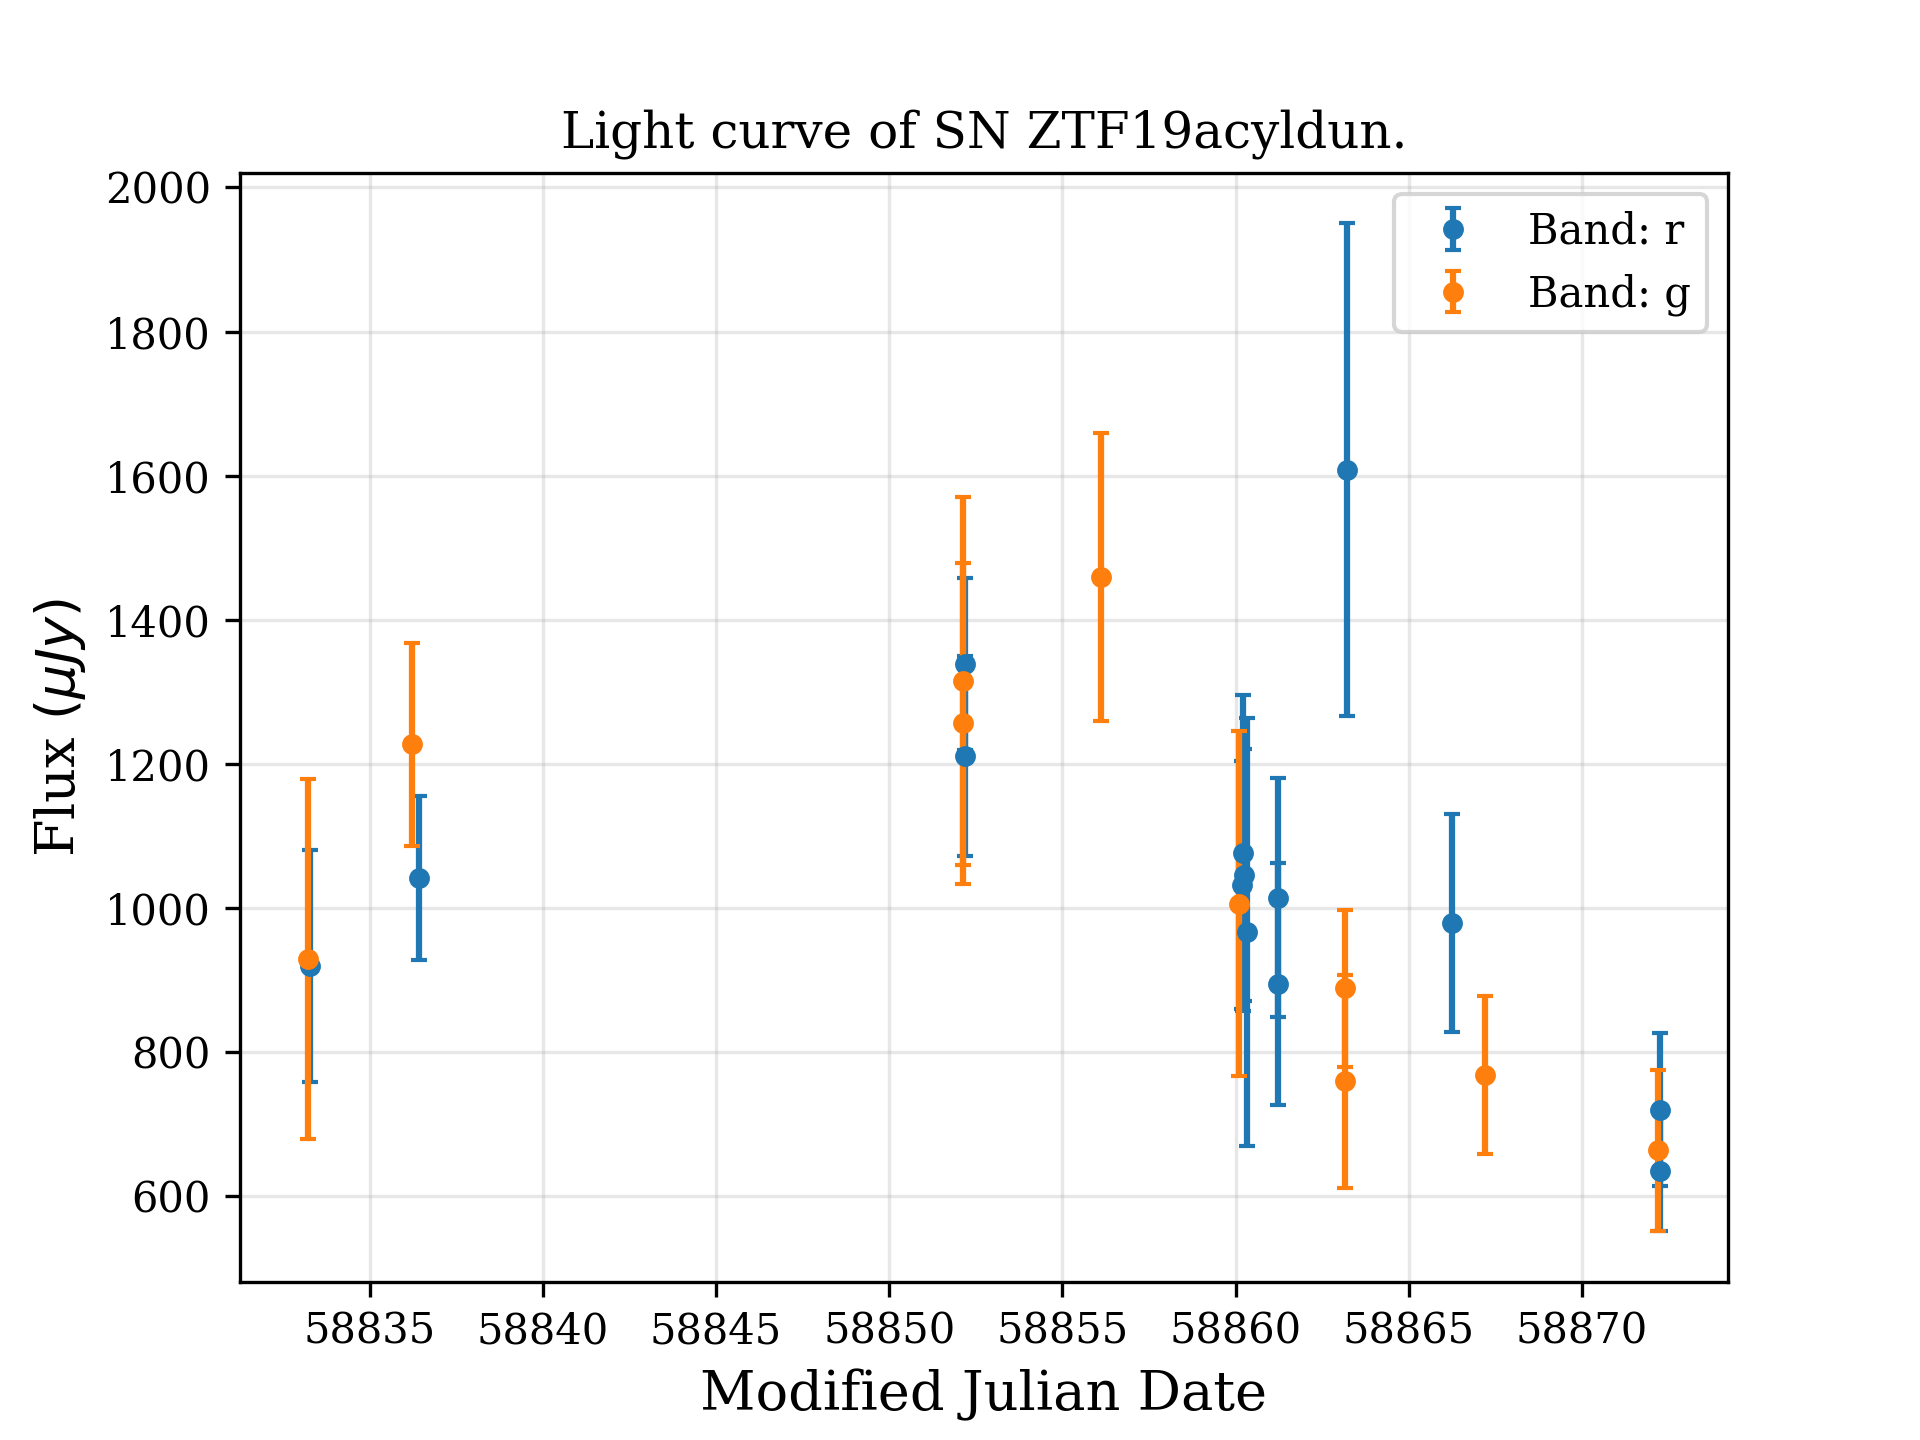 Light curve of SN ZTF19acyldun.
2000
1800
1600
1400
1200
1000
800
600
Flux (μJy)
Band: r
Band: g
58835 58840 58845 58850 58855 58860 58865 58870
Modified Julian Date